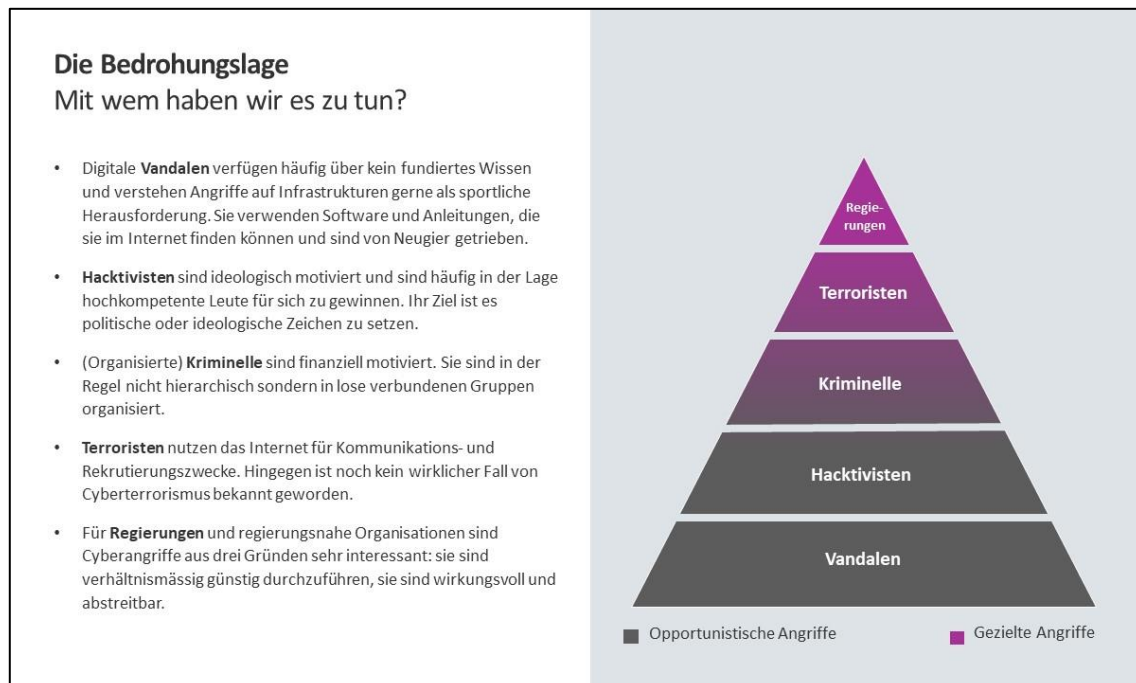 Die Bedrohungslage
Mit wem haben wir es zu tun?
• Digitale Vandalen verfügen häufig über kein fundiertes Wissen
und verstehen Angriffe auf Infrastrukturen gerne als sportliche
Herausforderung. Sie verwenden Software und Anleitungen, die
sie im Internet finden können und sind von Neugier getrieben.
• Hacktivisten sind ideologisch motiviert und sind häufig in der Lage
hochkompetente Leute für sich zu gewinnen. Ihr Ziel ist es
politische oder ideologische Zeichen zu setzen.
• (Organisierte) Kriminelle sind finanziell motiviert. Sie sind in der
Regel nicht hierarchisch sondern in lose verbundenen Gruppen
organisiert.
• Terroristen nutzen das Internet für Kommunikations- und
Rekrutierungszwecke. Hingegen ist noch kein wirklicher Fall von
Cyberterrorismus bekannt geworden.
• Für Regierungen und regierungsnahe Organisationen sind
Cyberangriffe aus drei Gründen sehr interessant: sie sind
verhältnismässig günstig durchzuführen, sie sind wirkungsvoll und
abstreitbar.
Regie-
rungen
Terroristen
Kriminelle
Hacktivisten
Vandalen
Opportunistische Angriffe
Gezielte Angriffe